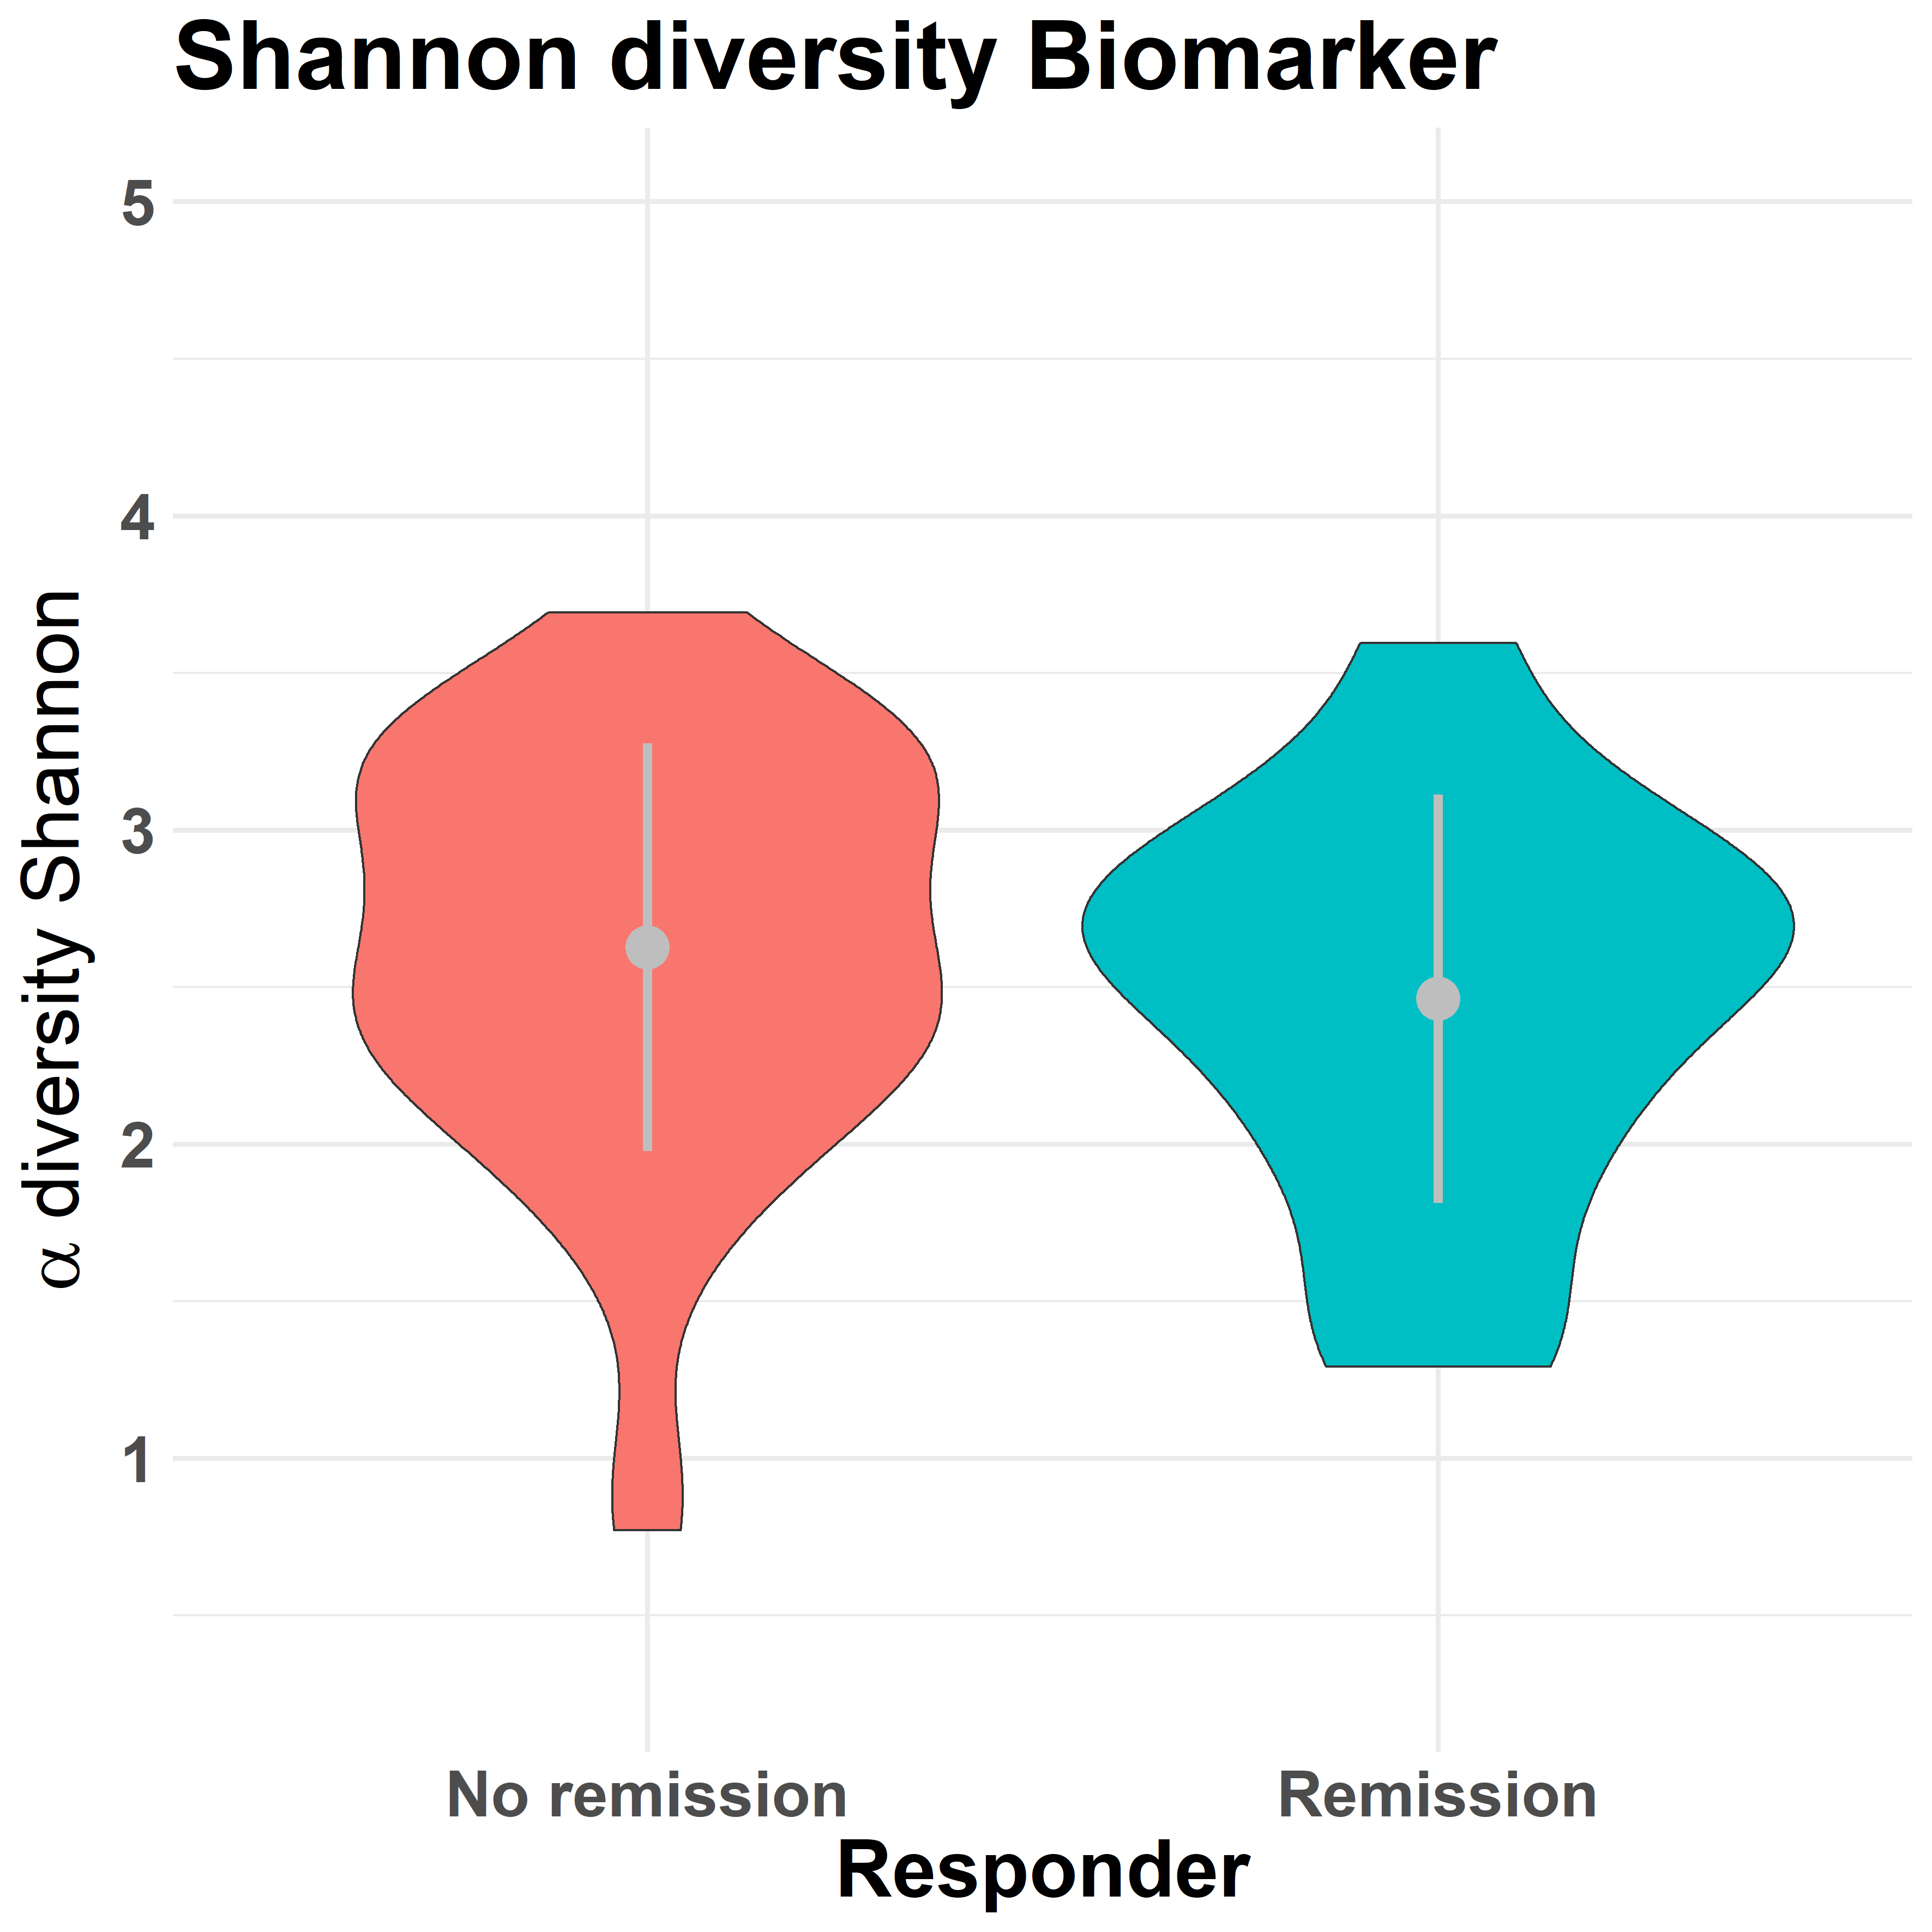 Shannon diversity Biomarker
5
4
3
2
1
α diversity Shannon
No remission
Remission
Responder